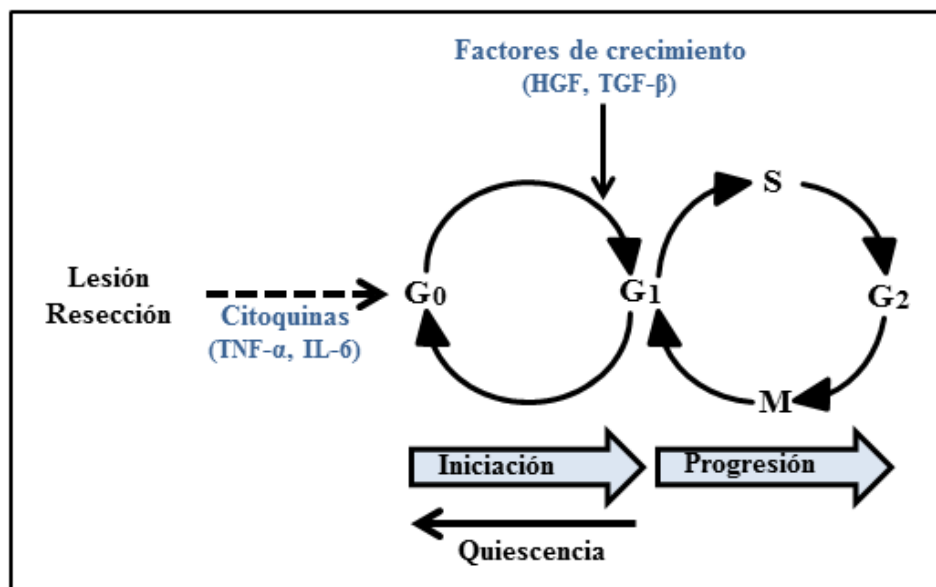 Factores de crecimiento
(HGF, TGF-β)
S
Lesión
Resección
Citoquinas
(TNF-α, IL-6)
G0
G1
G2
M
Iniciación
Progresión
Quiescencia